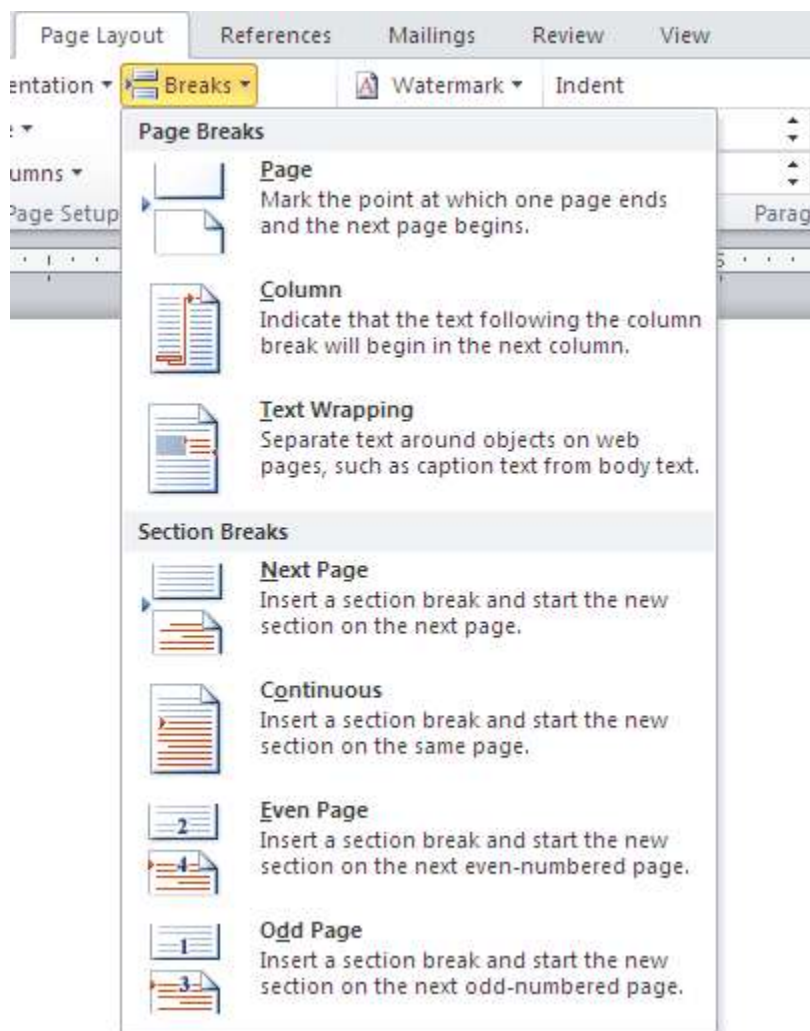 Page Layout References Mailings Review View
entation Breaks Watermark Indent
Page Breaks
umns
Page Setup
Parag
Page
Mark the point at which one page ends
and the next page begins.
Column
Indicate that the text following the column
break will begin in the next column.
Text Wrapping
Separate text around objects on web
pages, such as caption text from body text.
Section Breaks
Next Page
Insert a section break and start the new
section on the next page.
Continuous
Insert a section break and start the new
section on the same page.
Even Page
2
4
Insert a section break and start the new
section on the next even-numbered page.
Odd Page
1
3
Insert a section break and start the new
section on the next odd-numbered page.